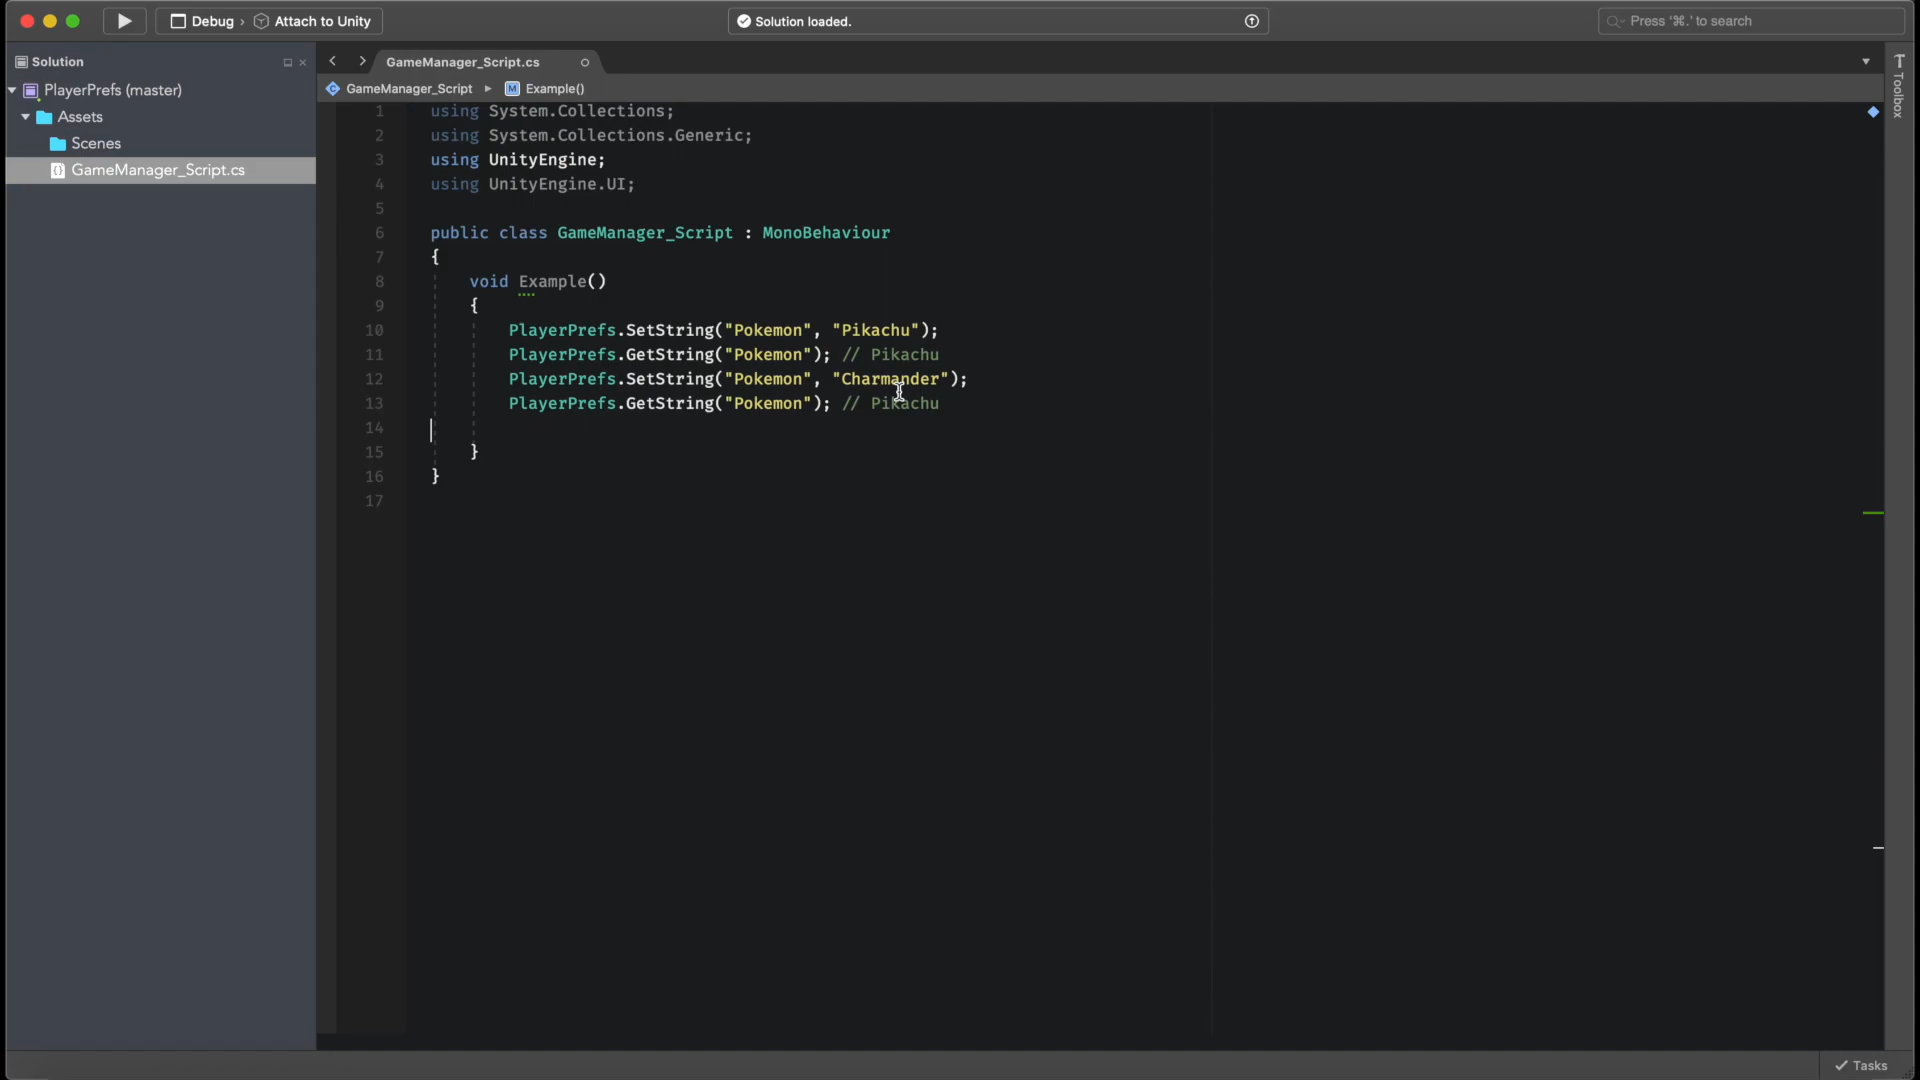 Debug › Attach to Unity
Solution loaded.
Press '⌘.' to search
Solution
GameManager_Script.cs
Toolbox
PlayerPrefs (master)
GameManager_Script ▸ Example()
Assets
Scenes
GameManager_Script.cs
1 using System.Collections;
2 using System.Collections.Generic;
3 using UnityEngine;
4 using UnityEngine.UI;
5
6 public class GameManager_Script : MonoBehaviour
7 {
8 void Example()
9 {
10 PlayerPrefs.SetString("Pokemon", "Pikachu");
11 PlayerPrefs.GetString("Pokemon"); // Pikachu
12 PlayerPrefs.SetString("Pokemon", "Charmander");
13 PlayerPrefs.GetString("Pokemon"); // Pikachu
14
15 }
16 }
17
Tasks